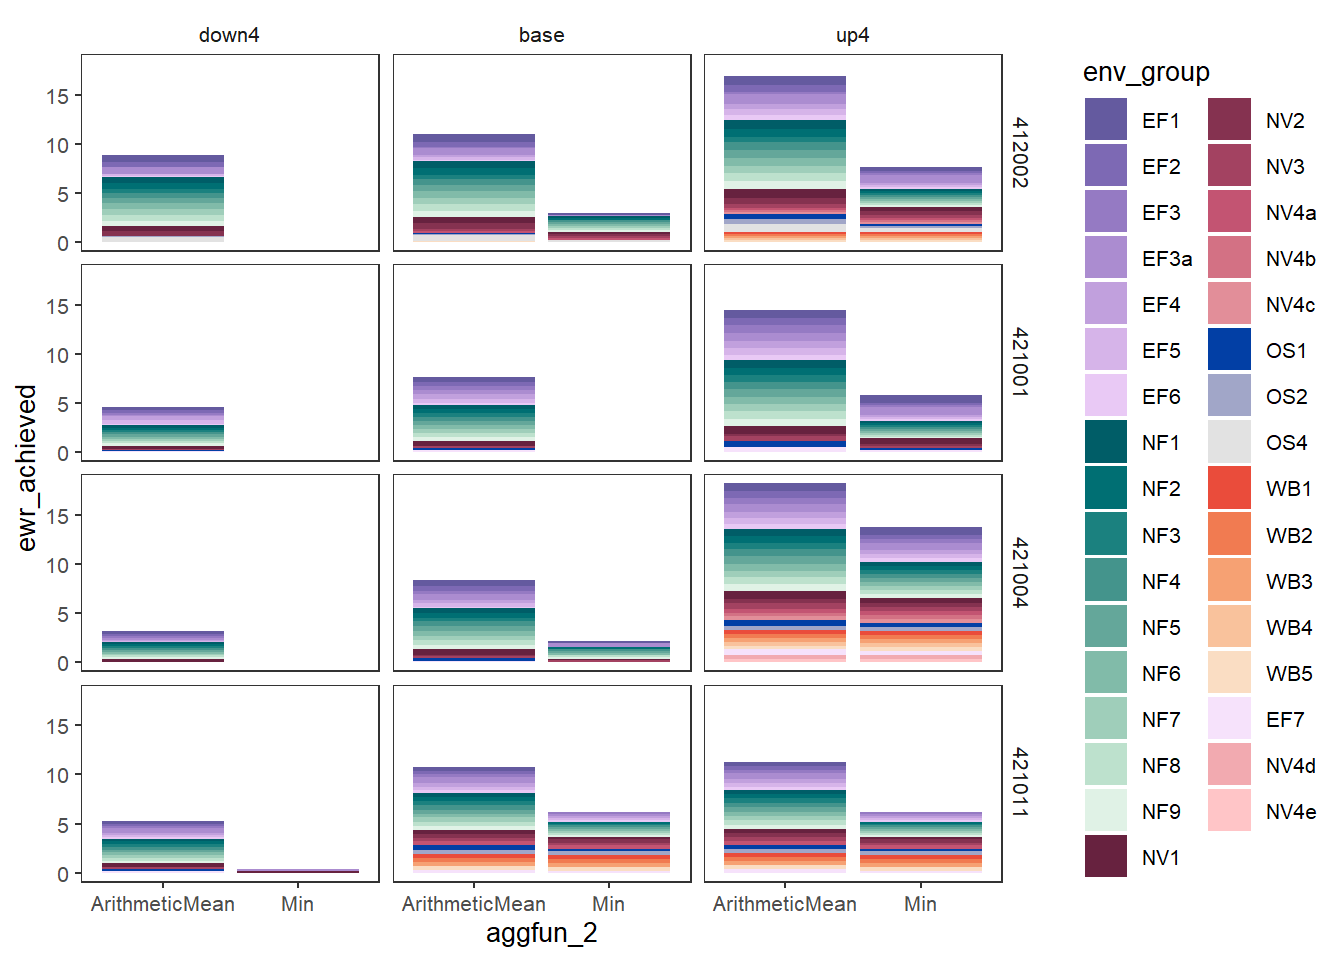 down4 base up4
15
10
5
0
412002
15
10
5
0
421001
15
10
5
0
421004
15
10
5
0
421011
ewr_achieved
ArithmeticMean Min ArithmeticMean Min ArithmeticMean Min
aggfun_2
env_group
EF1
EF2
EF3
EF3a
EF4
EF5
EF6
NF1
NF2
NF3
NF4
NF5
NF6
NF7
NF8
NF9
NV1
NV2
NV3
NV4a
NV4b
NV4c
OS1
OS2
OS4
WB1
WB2
WB3
WB4
WB5
EF7
NV4d
NV4e